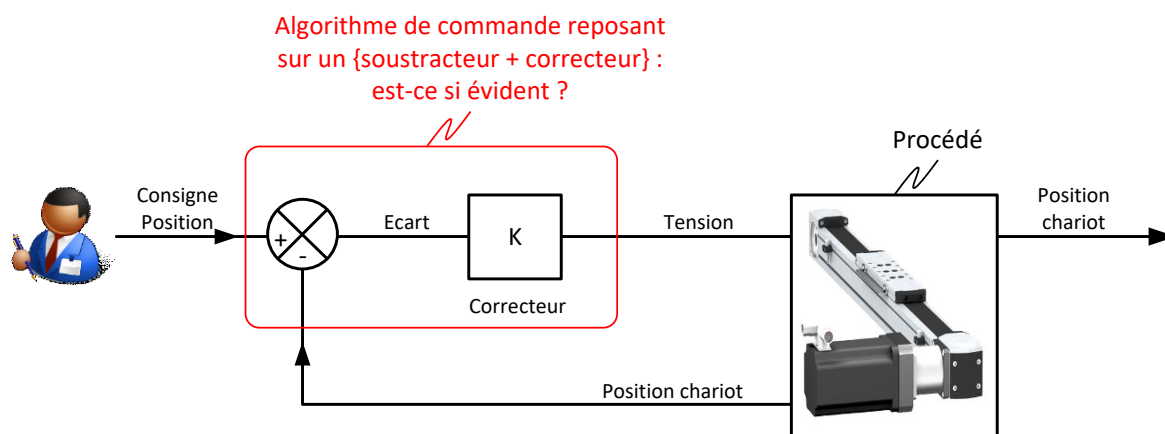 Algorithme de commande reposant
sur un {soustracteur + correcteur} :
est-ce si évident ?
Procédé
Consigne
Position
+
-
Ecart
K
Correcteur
Tension
Position
chariot
Position chariot